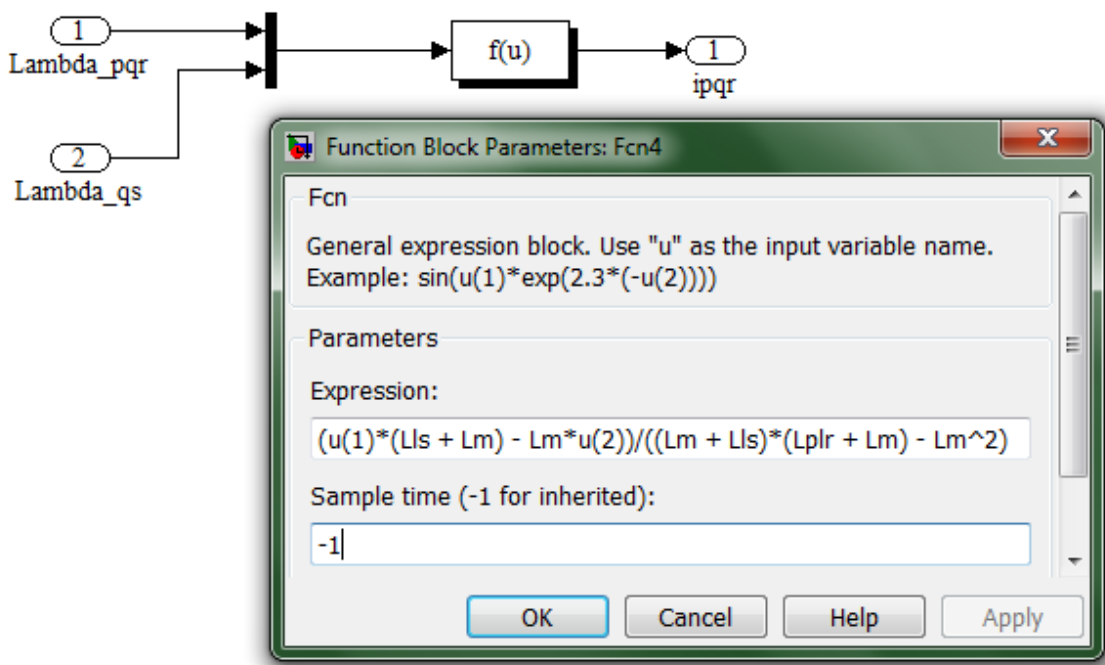 1
Lambda_pqr
f(u)
1
ipqr
2
Lambda_qs
Function Block Parameters: Fcn4
Fcn
General expression block. Use "u" as the input variable name.
Example: sin(u(1)*exp(2.3*(-u(2))))
Parameters
Expression:
(u(1)*(Lls + Lm) - Lm*u(2))/((Lm + Lls)*(Lplr + Lm) - Lm^2)
Sample time (-1 for inherited):
-1
OK
Cancel
Help
Apply